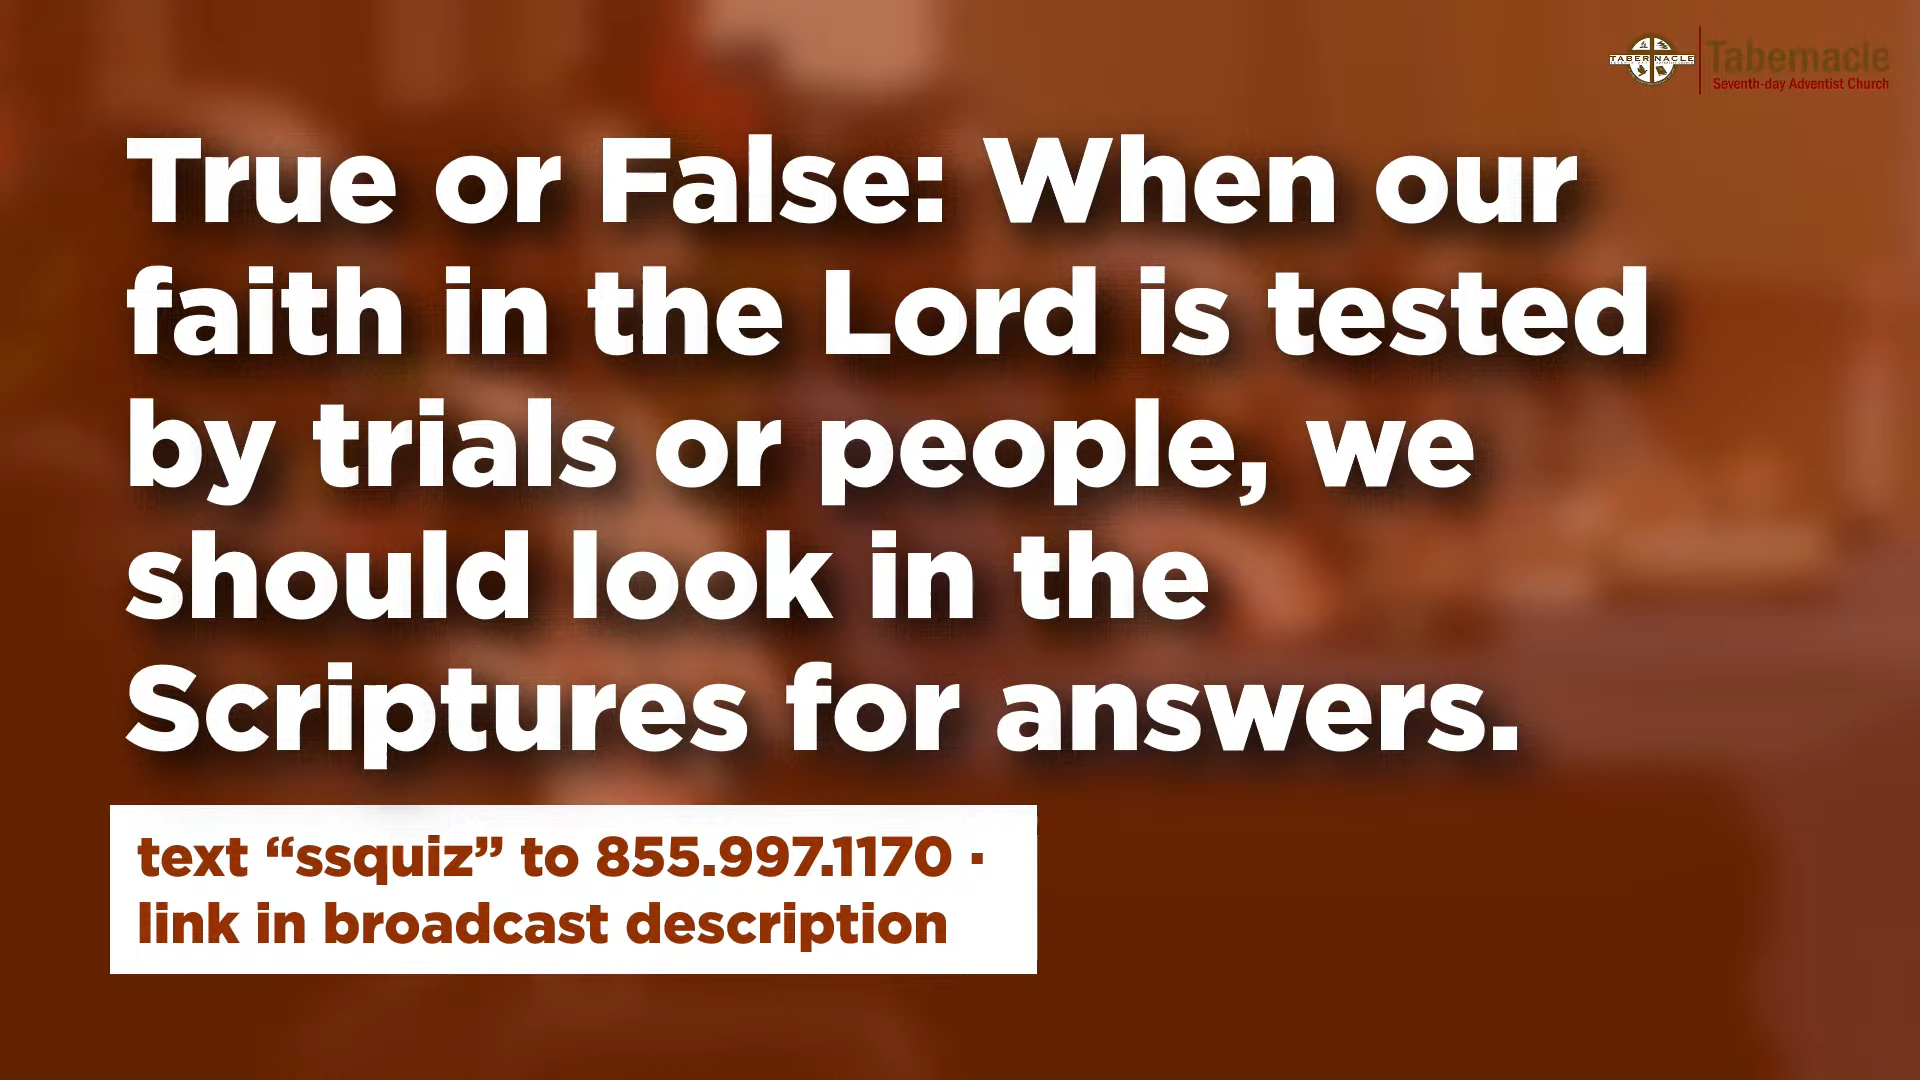 TABERNACLE
Tabernacle
Seventh-day Adventist Church
True or False: When our
faith in the Lord is tested
by trials or people, we
should look in the
Scriptures for answers.
text “ssquiz” to 855.997.1170 ·
link in broadcast description